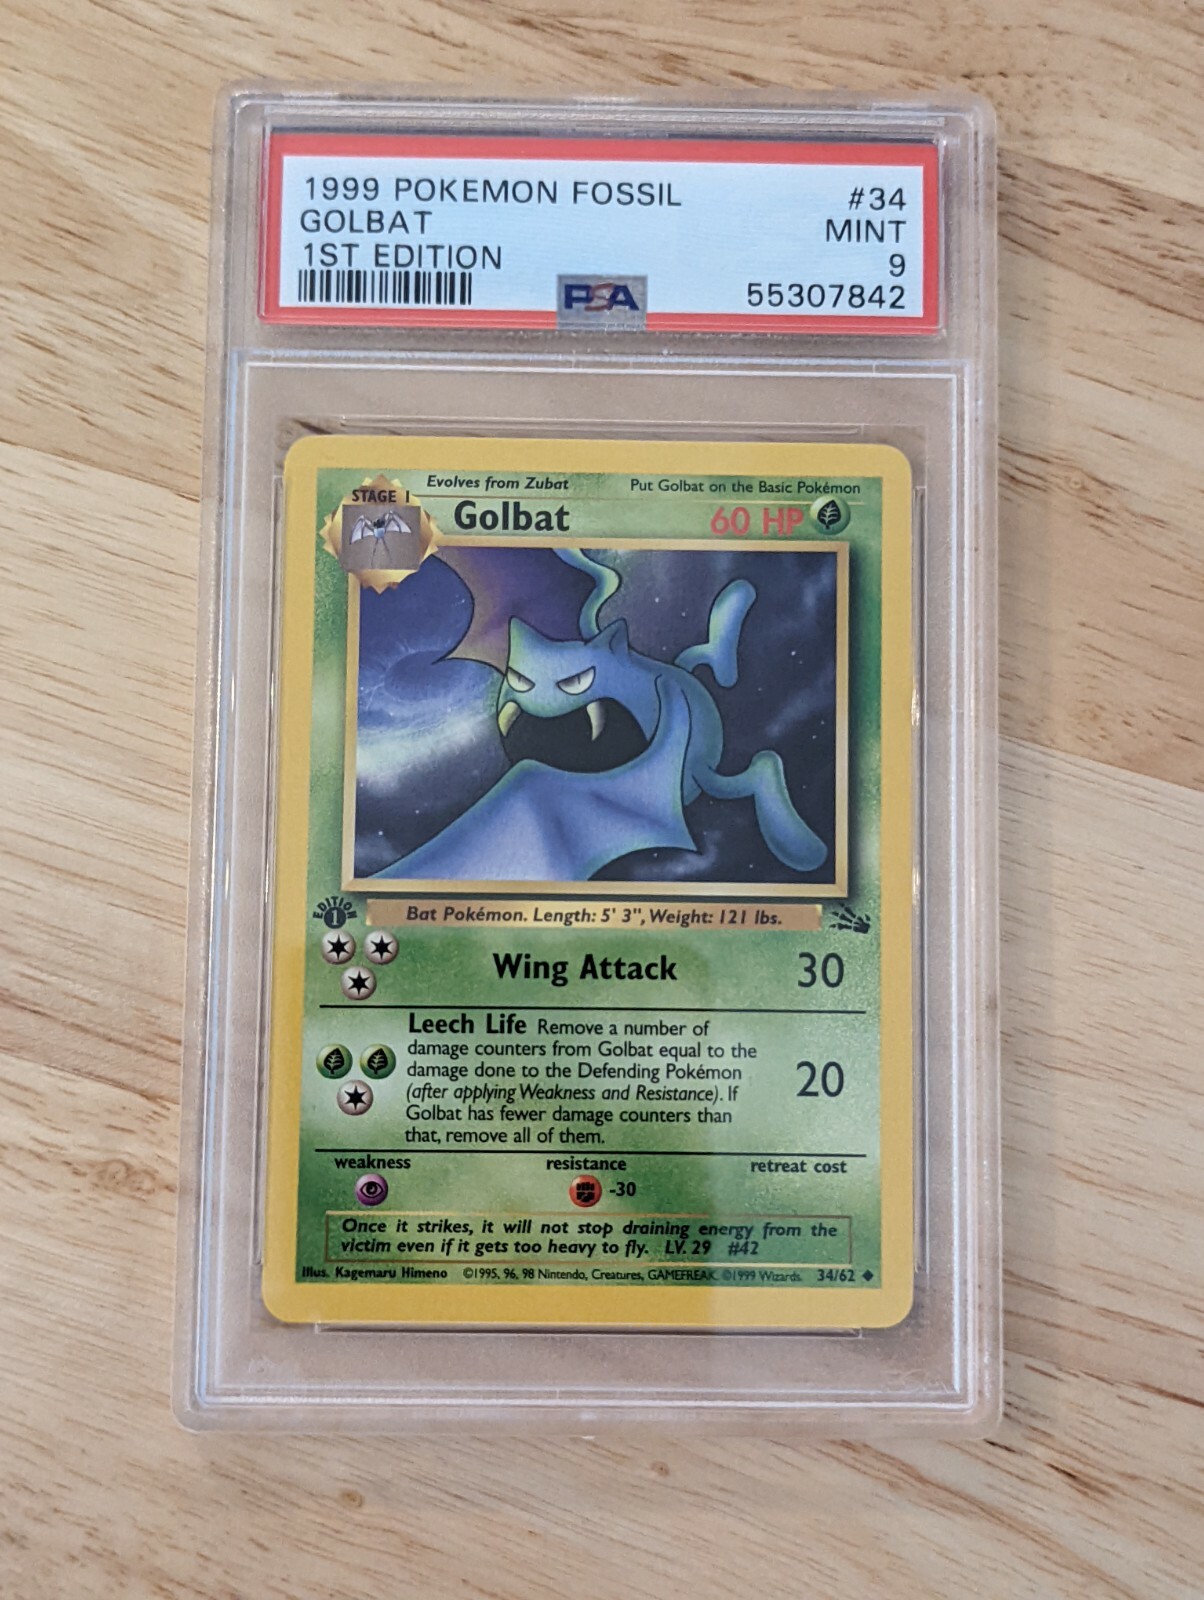 1999 POKEMON FOSSIL #34
GOLBAT MINT
1ST EDITION 9
PSA 55307842
STAGE 1 Evolves from Zubat Put Golbat on the Basic Pokémon
Golbat 60 HP
EDITION 1
Bat Pokémon. Length: 5' 3", Weight: 121 lbs.
Wing Attack 30
Leech Life Remove a number of
damage counters from Golbat equal to the
damage done to the Defending Pokémon
(after applying Weakness and Resistance). If
Golbat has fewer damage counters than
that, remove all of them.
20
weakness resistance retreat cost
-30
Once it strikes, it will not stop draining energy from the
victim even if it gets too heavy to fly. LV. 29 #42
Illus. Kagemaru Himeno ©1995, 96, 98 Nintendo, Creatures, GAMEFREAK. ©1999 Wizards. 34/62